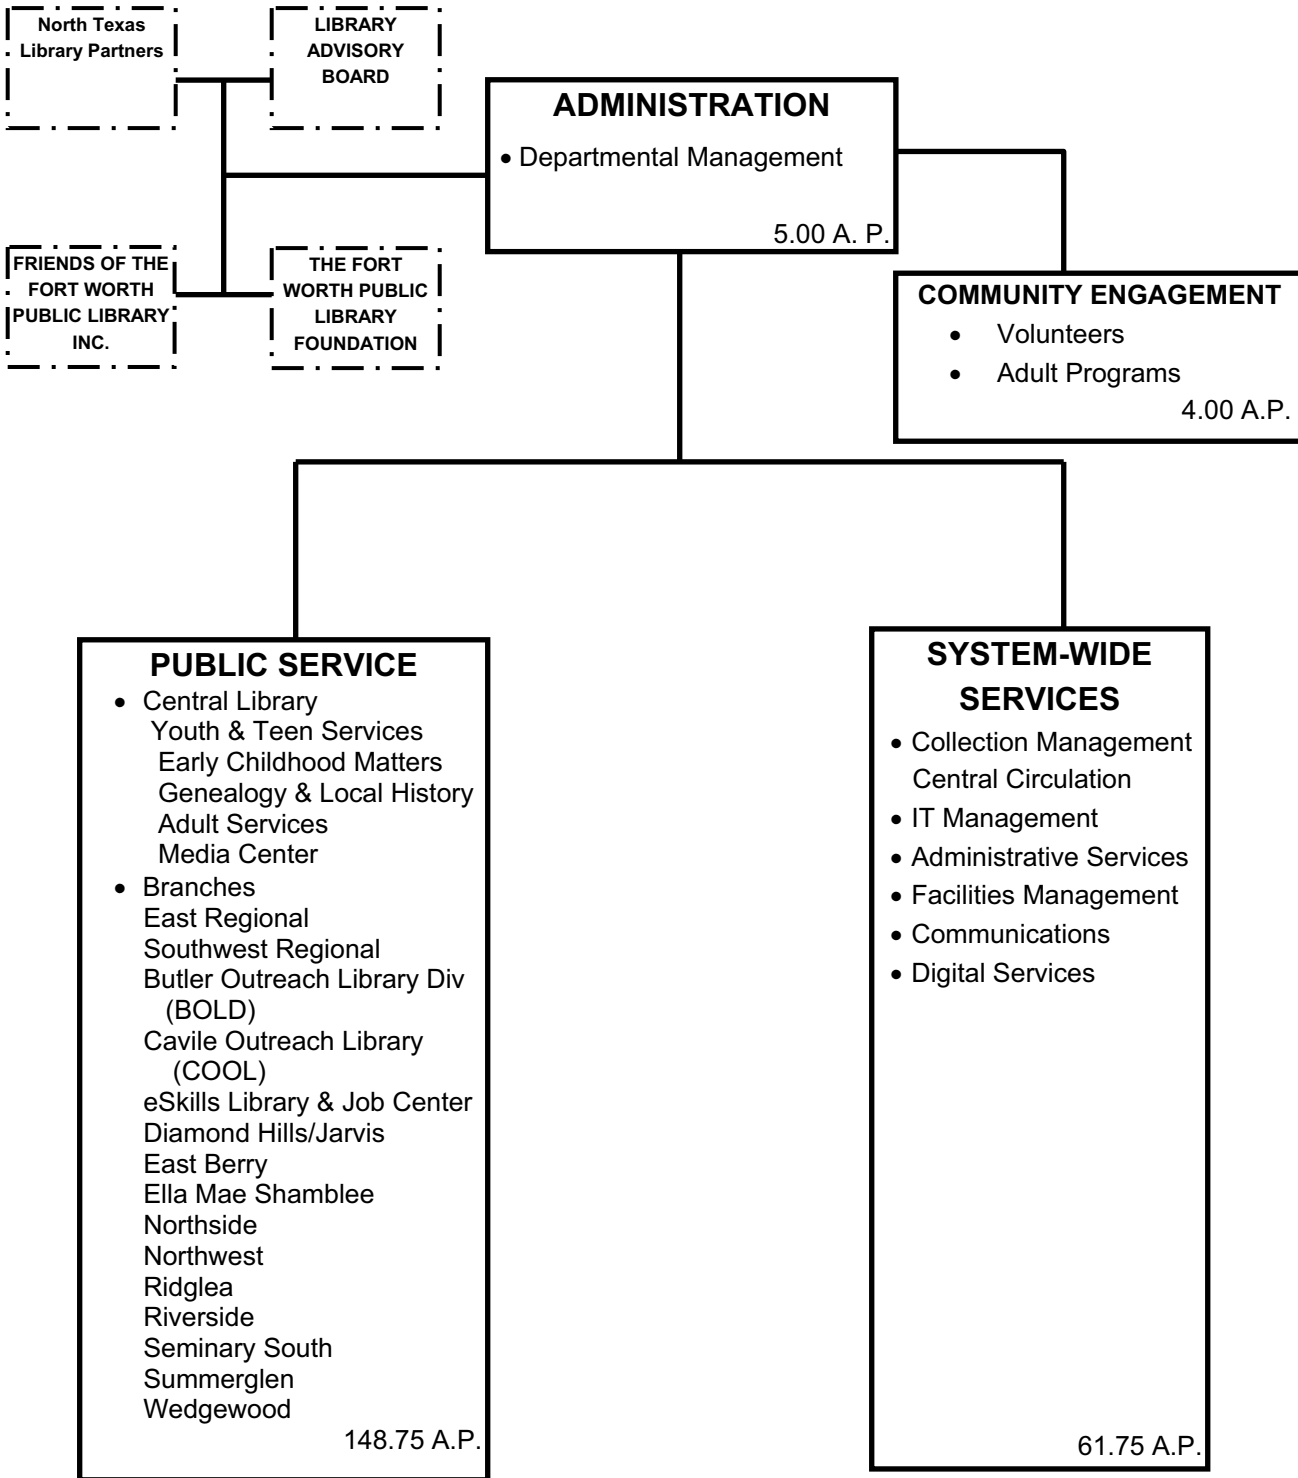 North Texas
Library Partners
LIBRARY
ADVISORY
BOARD
FRIENDS OF THE
FORT WORTH
PUBLIC LIBRARY
INC.
THE FORT
WORTH PUBLIC
LIBRARY
FOUNDATION
ADMINISTRATION
• Departmental Management
5.00 A. P.
COMMUNITY ENGAGEMENT
• Volunteers
• Adult Programs
4.00 A.P.
PUBLIC SERVICE
• Central Library
Youth & Teen Services
Early Childhood Matters
Genealogy & Local History
Adult Services
Media Center
• Branches
East Regional
Southwest Regional
Butler Outreach Library Div
(BOLD)
Cavile Outreach Library
(COOL)
eSkills Library & Job Center
Diamond Hills/Jarvis
East Berry
Ella Mae Shamblee
Northside
Northwest
Ridglea
Riverside
Seminary South
Summerglen
Wedgewood
148.75 A.P.
SYSTEM-WIDE
SERVICES
• Collection Management
Central Circulation
• IT Management
• Administrative Services
• Facilities Management
• Communications
• Digital Services
61.75 A.P.